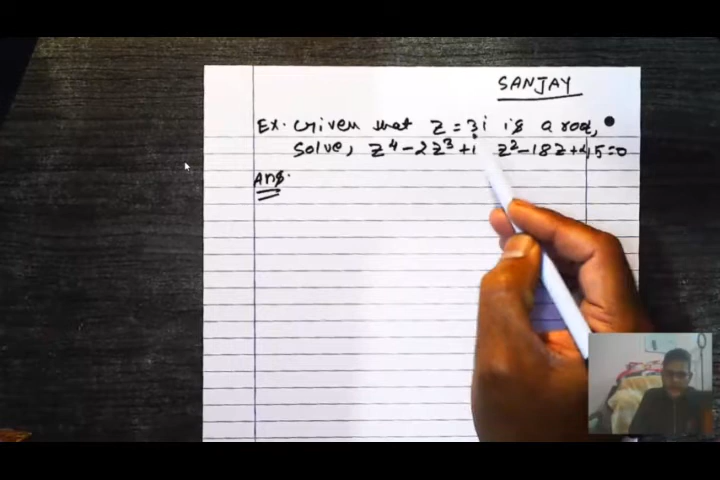 SANJAY
Ex. Given that z = 3i is a root,
Solve, z⁴ - 2z³ + 1 z² - 18z + 45 = 0
Ans.